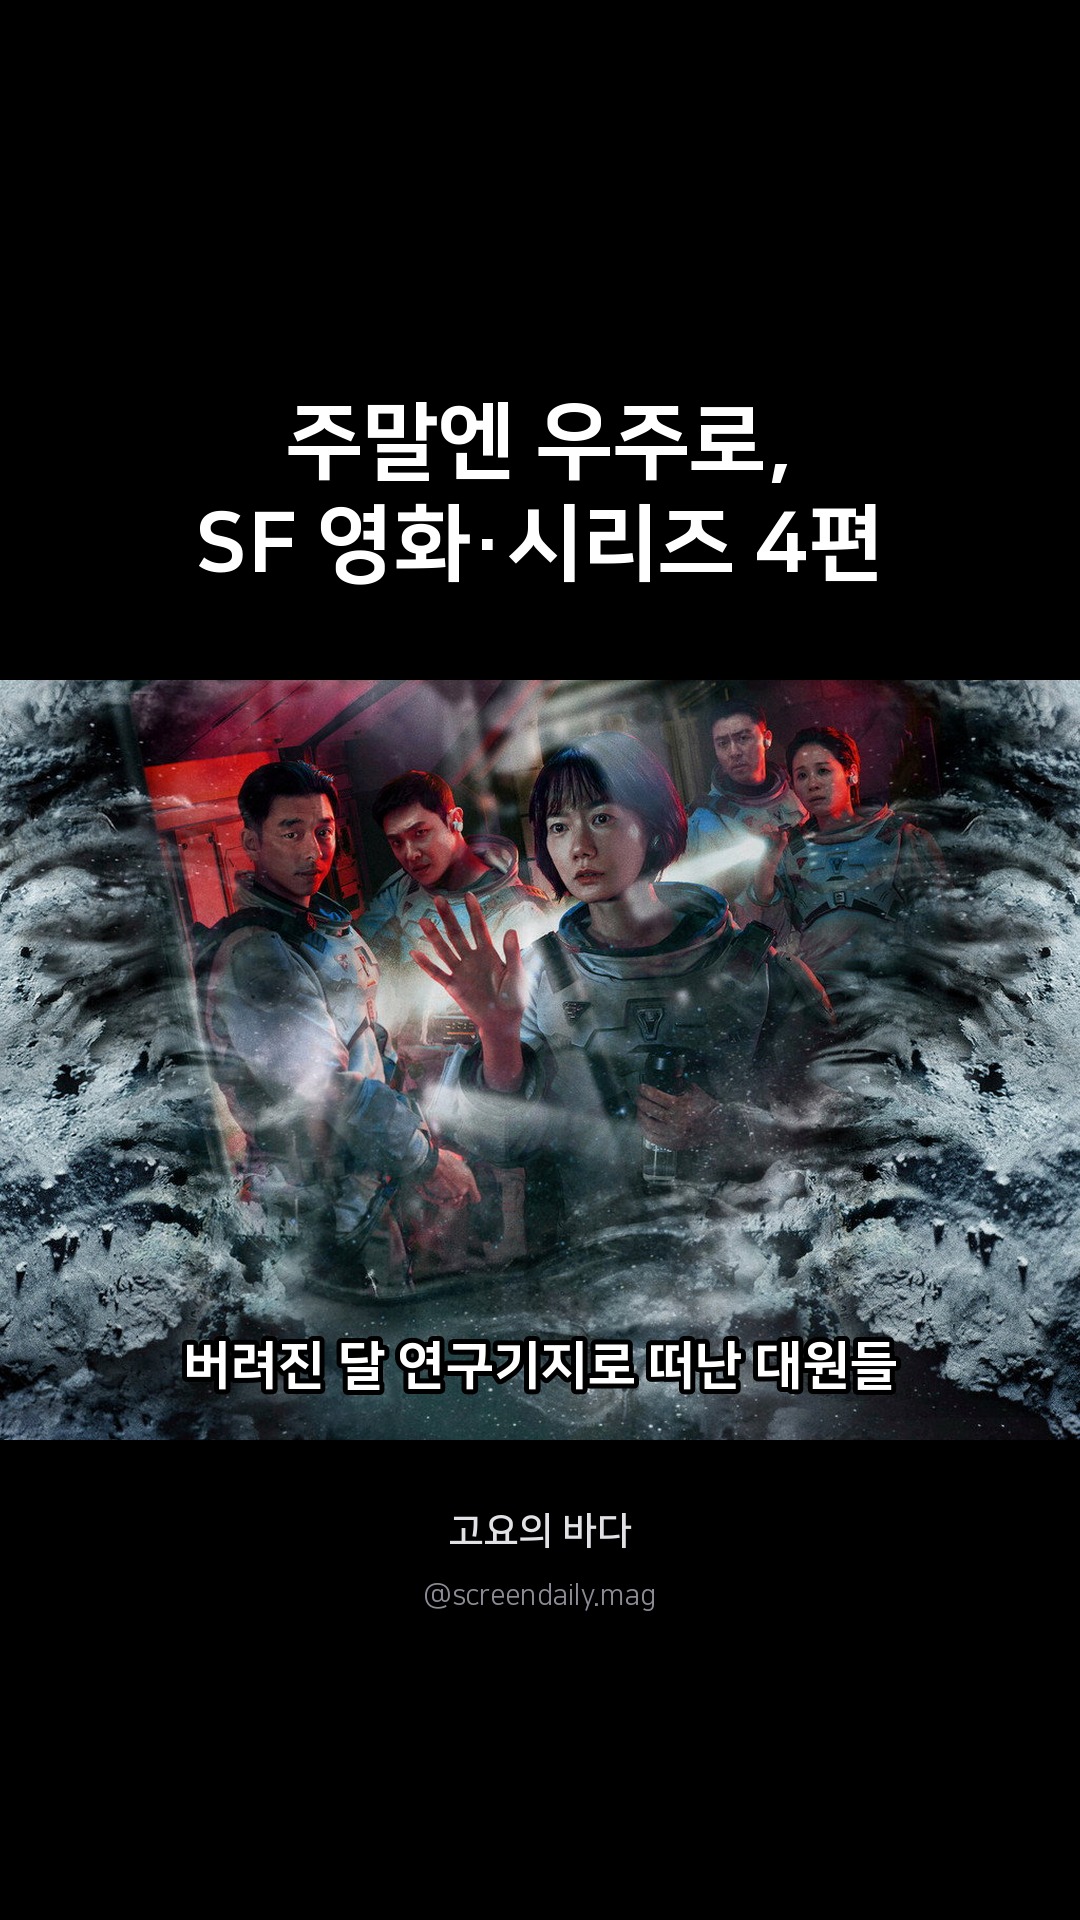 주말엔 우주로,
SF 영화·시리즈 4편
버려진 달 연구기지로 떠난 대원들
고요의 바다
@screendaily.mag